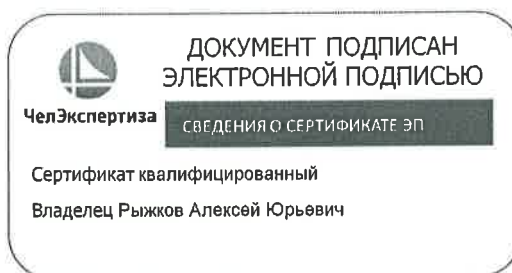 ДОКУМЕНТ ПОДПИСАН
ЭЛЕКТРОННОЙ ПОДПИСЬЮ
ЧелЭкспертиза
СВЕДЕНИЯ О СЕРТИФИКАТЕ ЭП
Сертификат квалифицированный
Владелец Рыжков Алексей Юрьевич